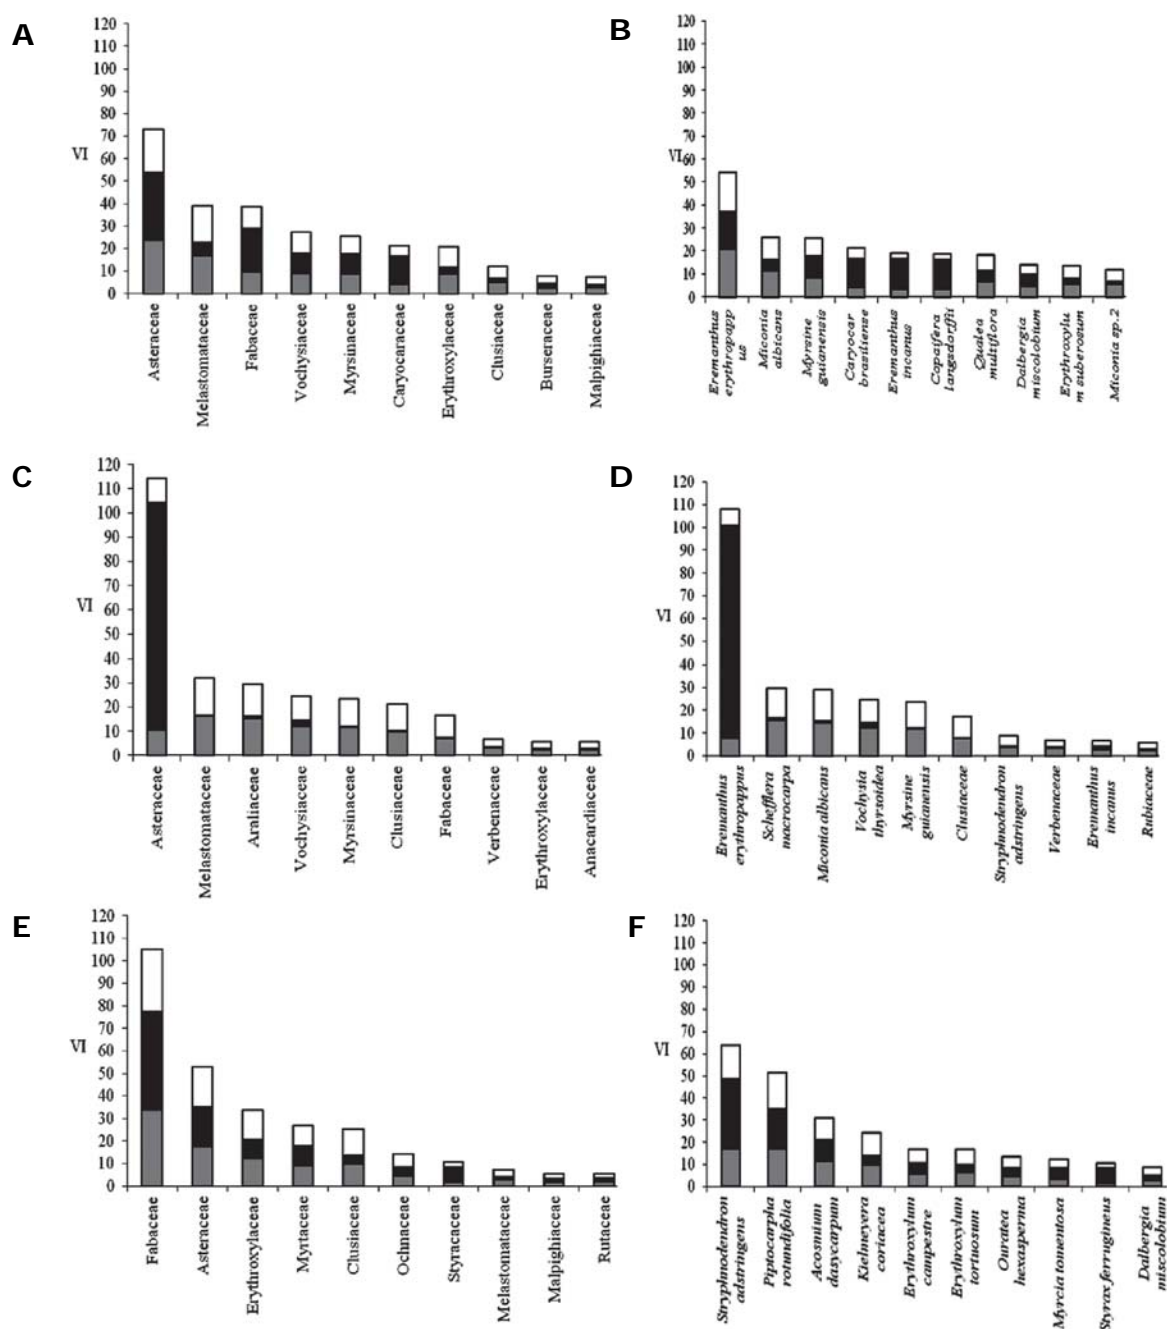 A
120
110
100
90
80
70
60
50
40
30
20
10
0
VI
Asteraceae
Melastomataceae
Fabaceae
Vochysiaceae
Myrsinaceae
Caryocaraceae
Erythroxylaceae
Clusiaceae
Burseraceae
Malpighiaceae
B
120
110
100
90
80
70
60
50
40
30
20
10
0
VI
Eremanthus
erythropapp
us
Miconia
albicans
Myrsine
guianensis
Caryocar
brasiliense
Eremanthus
incanus
Copaifera
langsdorffii
Qualea
multiflora
Dalbergia
miscolobium
Erythroxylu
m suberosum
Miconia sp.2
C
120
110
100
90
80
70
60
50
40
30
20
10
0
VI
Asteraceae
Melastomataceae
Araliaceae
Vochysiaceae
Myrsinaceae
Clusiaceae
Fabaceae
Verbenaceae
Erythroxylaceae
Anacardiaceae
D
120
110
100
90
80
70
60
50
40
30
20
10
0
VI
Eremanthus
erythropappus
Schefflera
macrocarpa
Miconia albicans
Vochysia
thyrsoidea
Myrsine
guianensis
Clusiaceae
Stryphnodendron
adstringens
Verbenaceae
Eremanthus
incanus
Rubiaceae
E
120
110
100
90
80
70
60
50
40
30
20
10
0
VI
Fabaceae
Asteraceae
Erythroxylaceae
Myrtaceae
Clusiaceae
Ochnaceae
Styracaceae
Melastomataceae
Malpighiaceae
Rutaceae
F
120
110
100
90
80
70
60
50
40
30
20
10
0
VI
Stryphnodendron
adstringens
Piptocarpha
rotundifolia
Acosmium
dasycarpum
Kielmeyera
coriacea
Erythroxylum
campestre
Erythroxylum
tortuosum
Ouratea
hexasperma
Myrcia tomentosa
Styrax ferrugineus
Dalbergia
miscolobium